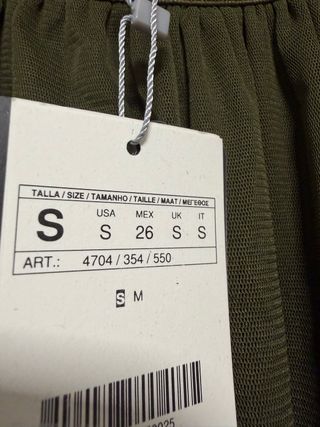 TALLA / SIZE / TAMANHO / TAILLE / MAAT / ΜΕΓΕΘΟΣ
USA MEX UK IT
S S 26 S S
ART.: 4704 / 354 / 550
S M